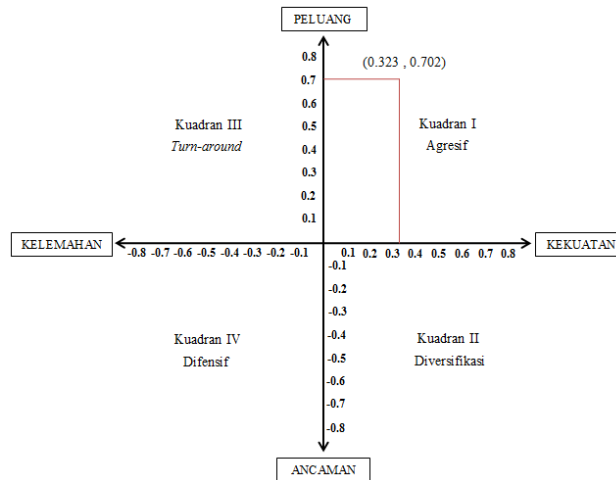 PELUANG
0.8
(0.323 , 0.702)
0.7
0.6
Kuadran III
Turn-around
0.5
Kuadran I
Agresif
0.4
0.3
0.2
0.1
KELEMAHAN
KEKUATAN
-0.8 -0.7 -0.6 -0.5 -0.4 -0.3 -0.2 -0.1
0.1 0.2 0.3 0.4 0.5 0.6 0.7 0.8
-0.1
-0.2
-0.3
-0.4
Kuadran IV
Difensif
-0.5
Kuadran II
Diversifikasi
-0.6
-0.7
-0.8
ANCAMAN